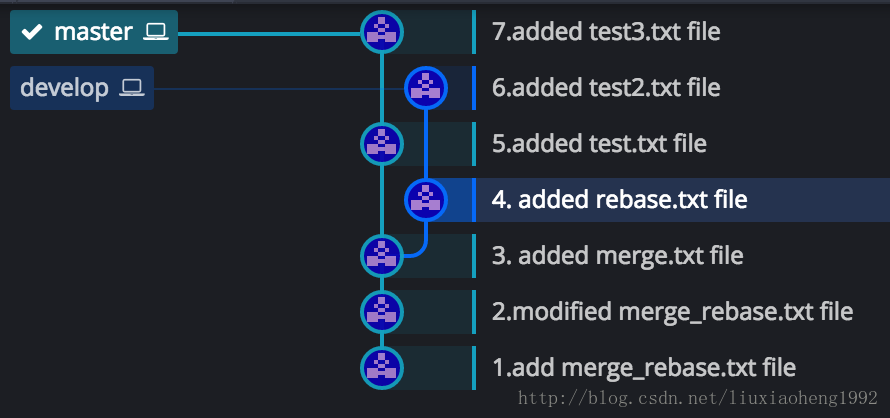 master
7.added test3.txt file
develop
6.added test2.txt file
5.added test.txt file
4. added rebase.txt file
3. added merge.txt file
2.modified merge_rebase.txt file
1.add merge_rebase.txt file
http://blog.csdn.net/liuxiaoheng1992